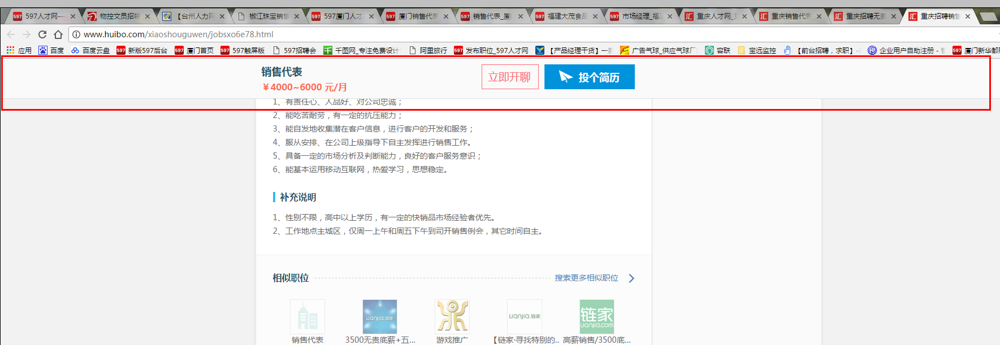 597人才网—
物控文员招聘
【台州人力网
椒江珠宝销售
597厦门人才
厦门销售代表
销售代表_厦
福建大茂食品
市场经理_福
重庆人才网_
重庆销售代表
重庆招聘无责
重庆招聘销售
www.huibo.com/xiaoshouguwen/jobsxo6e78.html
应用 百度 百度云盘 新版597后台 厦门首页 597触屏版 597招聘会 千图网_专注免费设计 阿里旅行 发布职位_597人才网 【产品经理干货】一 广告气球_供应气球厂 容联 宝远监控 【前台招聘，求职】- 企业用户自助注册 - 厦门新华都
销售代表
立即开聊 投个简历
￥4000~6000 元/月
1、有责任心、人品好、对公司忠诚；
2、能吃苦耐劳，有一定的抗压能力；
3、能自发地收集潜在客户信息，进行客户的开发和服务；
4、服从安排、在公司上级指导下自主发挥进行销售工作。
5、具备一定的市场分析及判断能力，良好的客户服务意识；
6、能基本运用移动互联网，热爱学习，思想稳定。
补充说明
1、性别不限，高中以上学历，有一定的快销品市场经验者优先。
2、工作地点主城区，仅周一上午和周五下午到司开销售例会，其它时间自主。
相似职位 搜索更多相似职位
Lianjia.链家
Lianjia.链家
链家
Lianjia.com
销售代表 3500无责底薪+五... 游戏推广 【链家·寻找特别的.. 高薪销售/3500底...